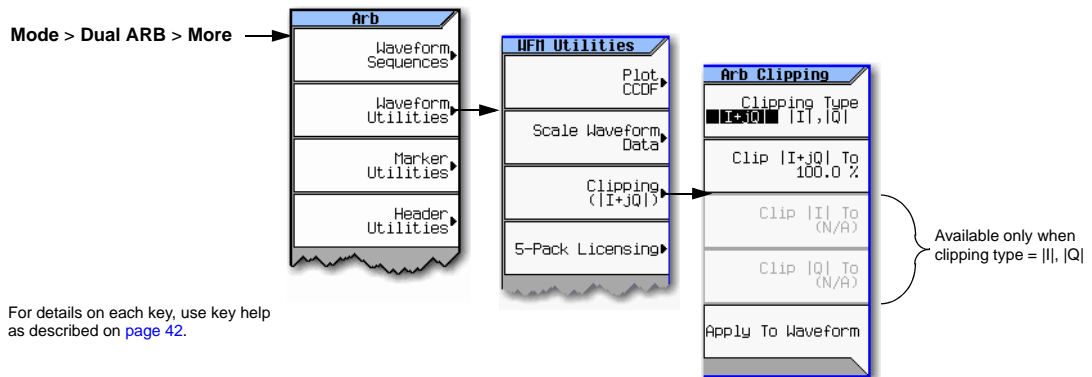 Mode > Dual ARB > More
Arb
Waveform
Sequences
Waveform
Utilities
Marker
Utilities
Header
Utilities
WFM Utilities
Plot
CCDF
Scale Waveform
Data
Clipping
(|I+jQ|)
5-Pack Licensing
Arb Clipping
Clipping Type
|I+jQ| |I|,|Q|
Clip |I+jQ| To
100.0 %
Clip |I| To
(N/A)
Clip |Q| To
(N/A)
Apply To Waveform
Available only when
clipping type = |I|, |Q|
For details on each key, use key help
as described on page 42.